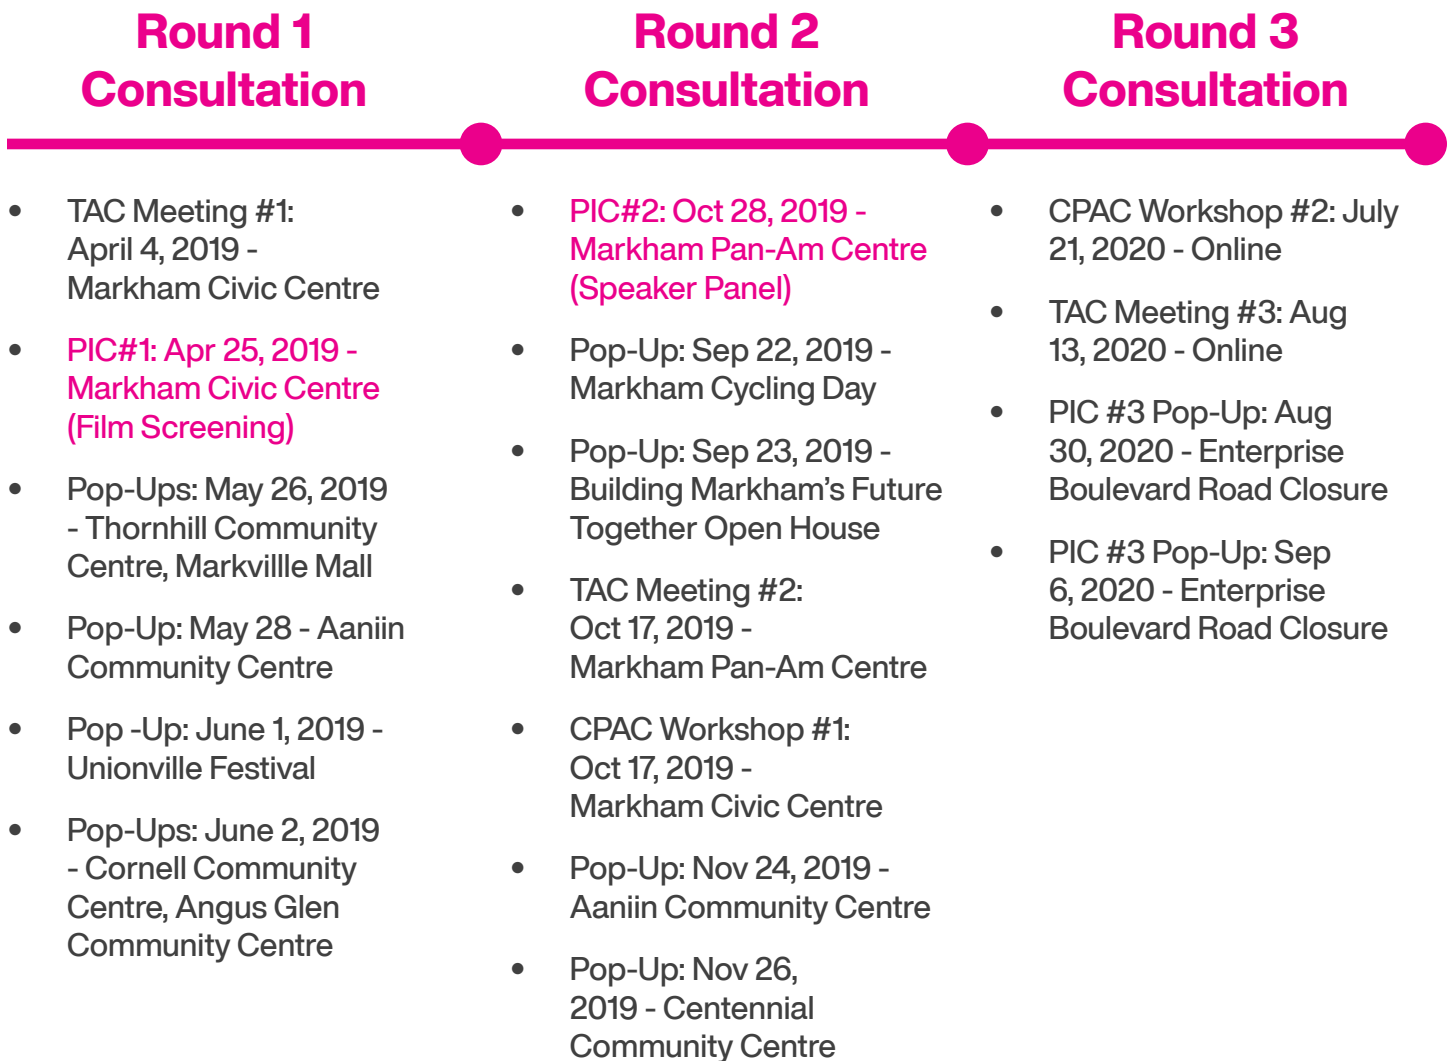 Round 1
Consultation
Round 2
Consultation
Round 3
Consultation
• TAC Meeting #1:
April 4, 2019 -
Markham Civic Centre
• PIC#1: Apr 25, 2019 -
Markham Civic Centre
(Film Screening)
• Pop-Ups: May 26, 2019
- Thornhill Community
Centre, Markvillle Mall
• Pop-Up: May 28 - Aaniin
Community Centre
• Pop -Up: June 1, 2019 -
Unionville Festival
• Pop-Ups: June 2, 2019
- Cornell Community
Centre, Angus Glen
Community Centre
• PIC#2: Oct 28, 2019 -
Markham Pan-Am Centre
(Speaker Panel)
• Pop-Up: Sep 22, 2019 -
Markham Cycling Day
• Pop-Up: Sep 23, 2019 -
Building Markham’s Future
Together Open House
• TAC Meeting #2:
Oct 17, 2019 -
Markham Pan-Am Centre
• CPAC Workshop #1:
Oct 17, 2019 -
Markham Civic Centre
• Pop-Up: Nov 24, 2019 -
Aaniin Community Centre
• Pop-Up: Nov 26,
2019 - Centennial
Community Centre
• CPAC Workshop #2: July
21, 2020 - Online
• TAC Meeting #3: Aug
13, 2020 - Online
• PIC #3 Pop-Up: Aug
30, 2020 - Enterprise
Boulevard Road Closure
• PIC #3 Pop-Up: Sep
6, 2020 - Enterprise
Boulevard Road Closure